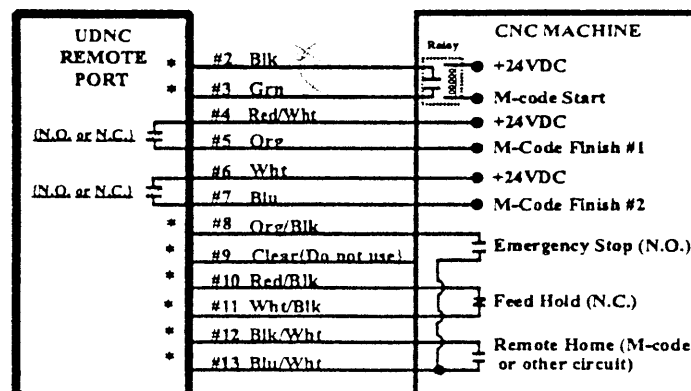 UDNC
REMOTE
PORT
CNC MACHINE
Relay
* #2 Blk +24VDC
* #3 Grn M-code Start
#4 Red/Wht +24VDC
(N.O. or N.C.) #5 Org M-Code Finish #1
#6 Wht +24VDC
(N.O. or N.C.) #7 Blu M-Code Finish #2
* #8 Org/Blk
Emergency Stop (N.O.)
* #9 Clear(Do not use)
* #10 Red/Blk
Feed Hold (N.C.)
* #11 Wht/Blk
* #12 Blk/Wht
Remote Home (M-code
or other circuit)
* #13 Blu/Wht